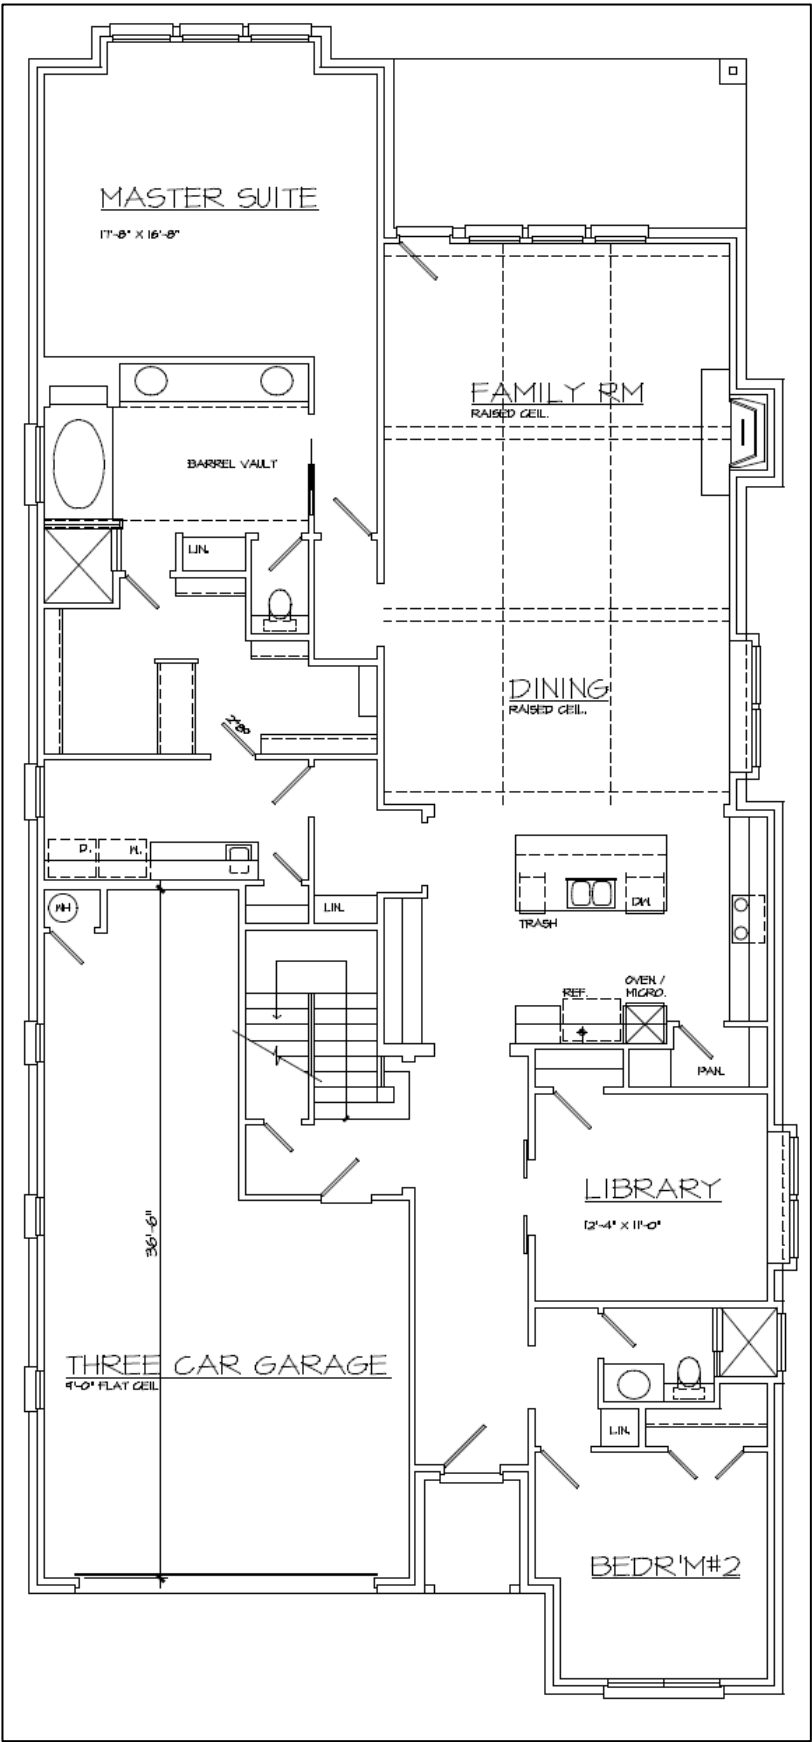 MASTER SUITE
17'-8" X 16'-8"
FAMILY RM
RAISED CEIL.
BARREL VAULT
LIN.
DINING
RAISED CEIL.
2'⁸⁰
D.
W.
WH
LIN.
TRASH
DW.
REF.
OVEN /
MICRO.
PAN.
LIBRARY
12'-4" X 11'-0"
36'-6"
THREE CAR GARAGE
9'-0" FLAT CEIL
LIN.
BEDR'M#2